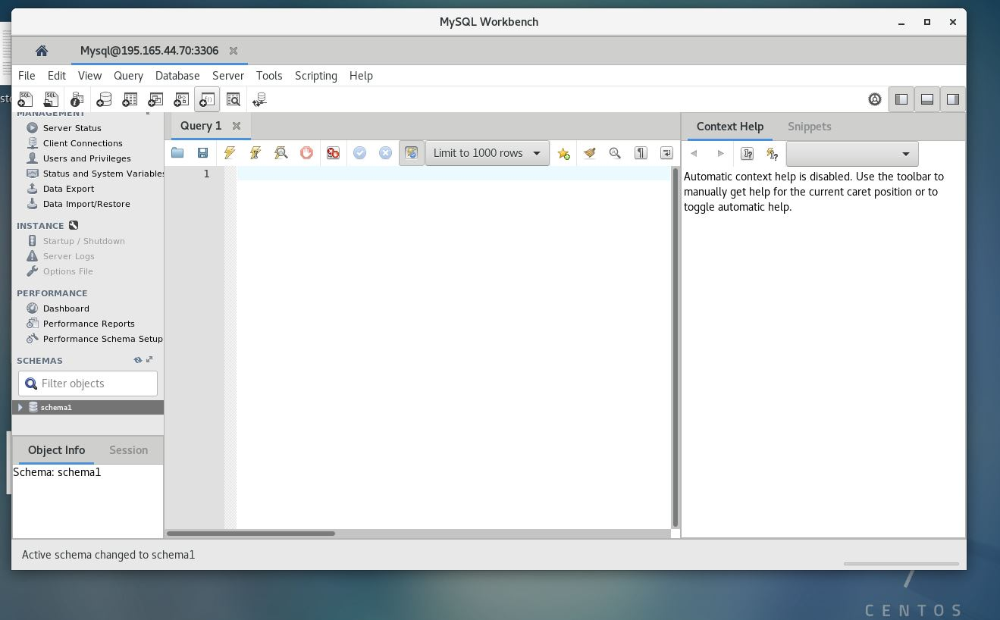 MySQL Workbench
Mysql@195.165.44.70:3306
File Edit View Query Database Server Tools Scripting Help
MANAGEMENT
Server Status
Client Connections
Users and Privileges
Status and System Variables
Data Export
Data Import/Restore
INSTANCE
Startup / Shutdown
Server Logs
Options File
PERFORMANCE
Dashboard
Performance Reports
Performance Schema Setup
SCHEMAS
Filter objects
schema1
Object Info Session
Schema: schema1
Query 1
Limit to 1000 rows
1
Context Help Snippets
Automatic context help is disabled. Use the toolbar to
manually get help for the current caret position or to
toggle automatic help.
Active schema changed to schema1
7
CENTOS